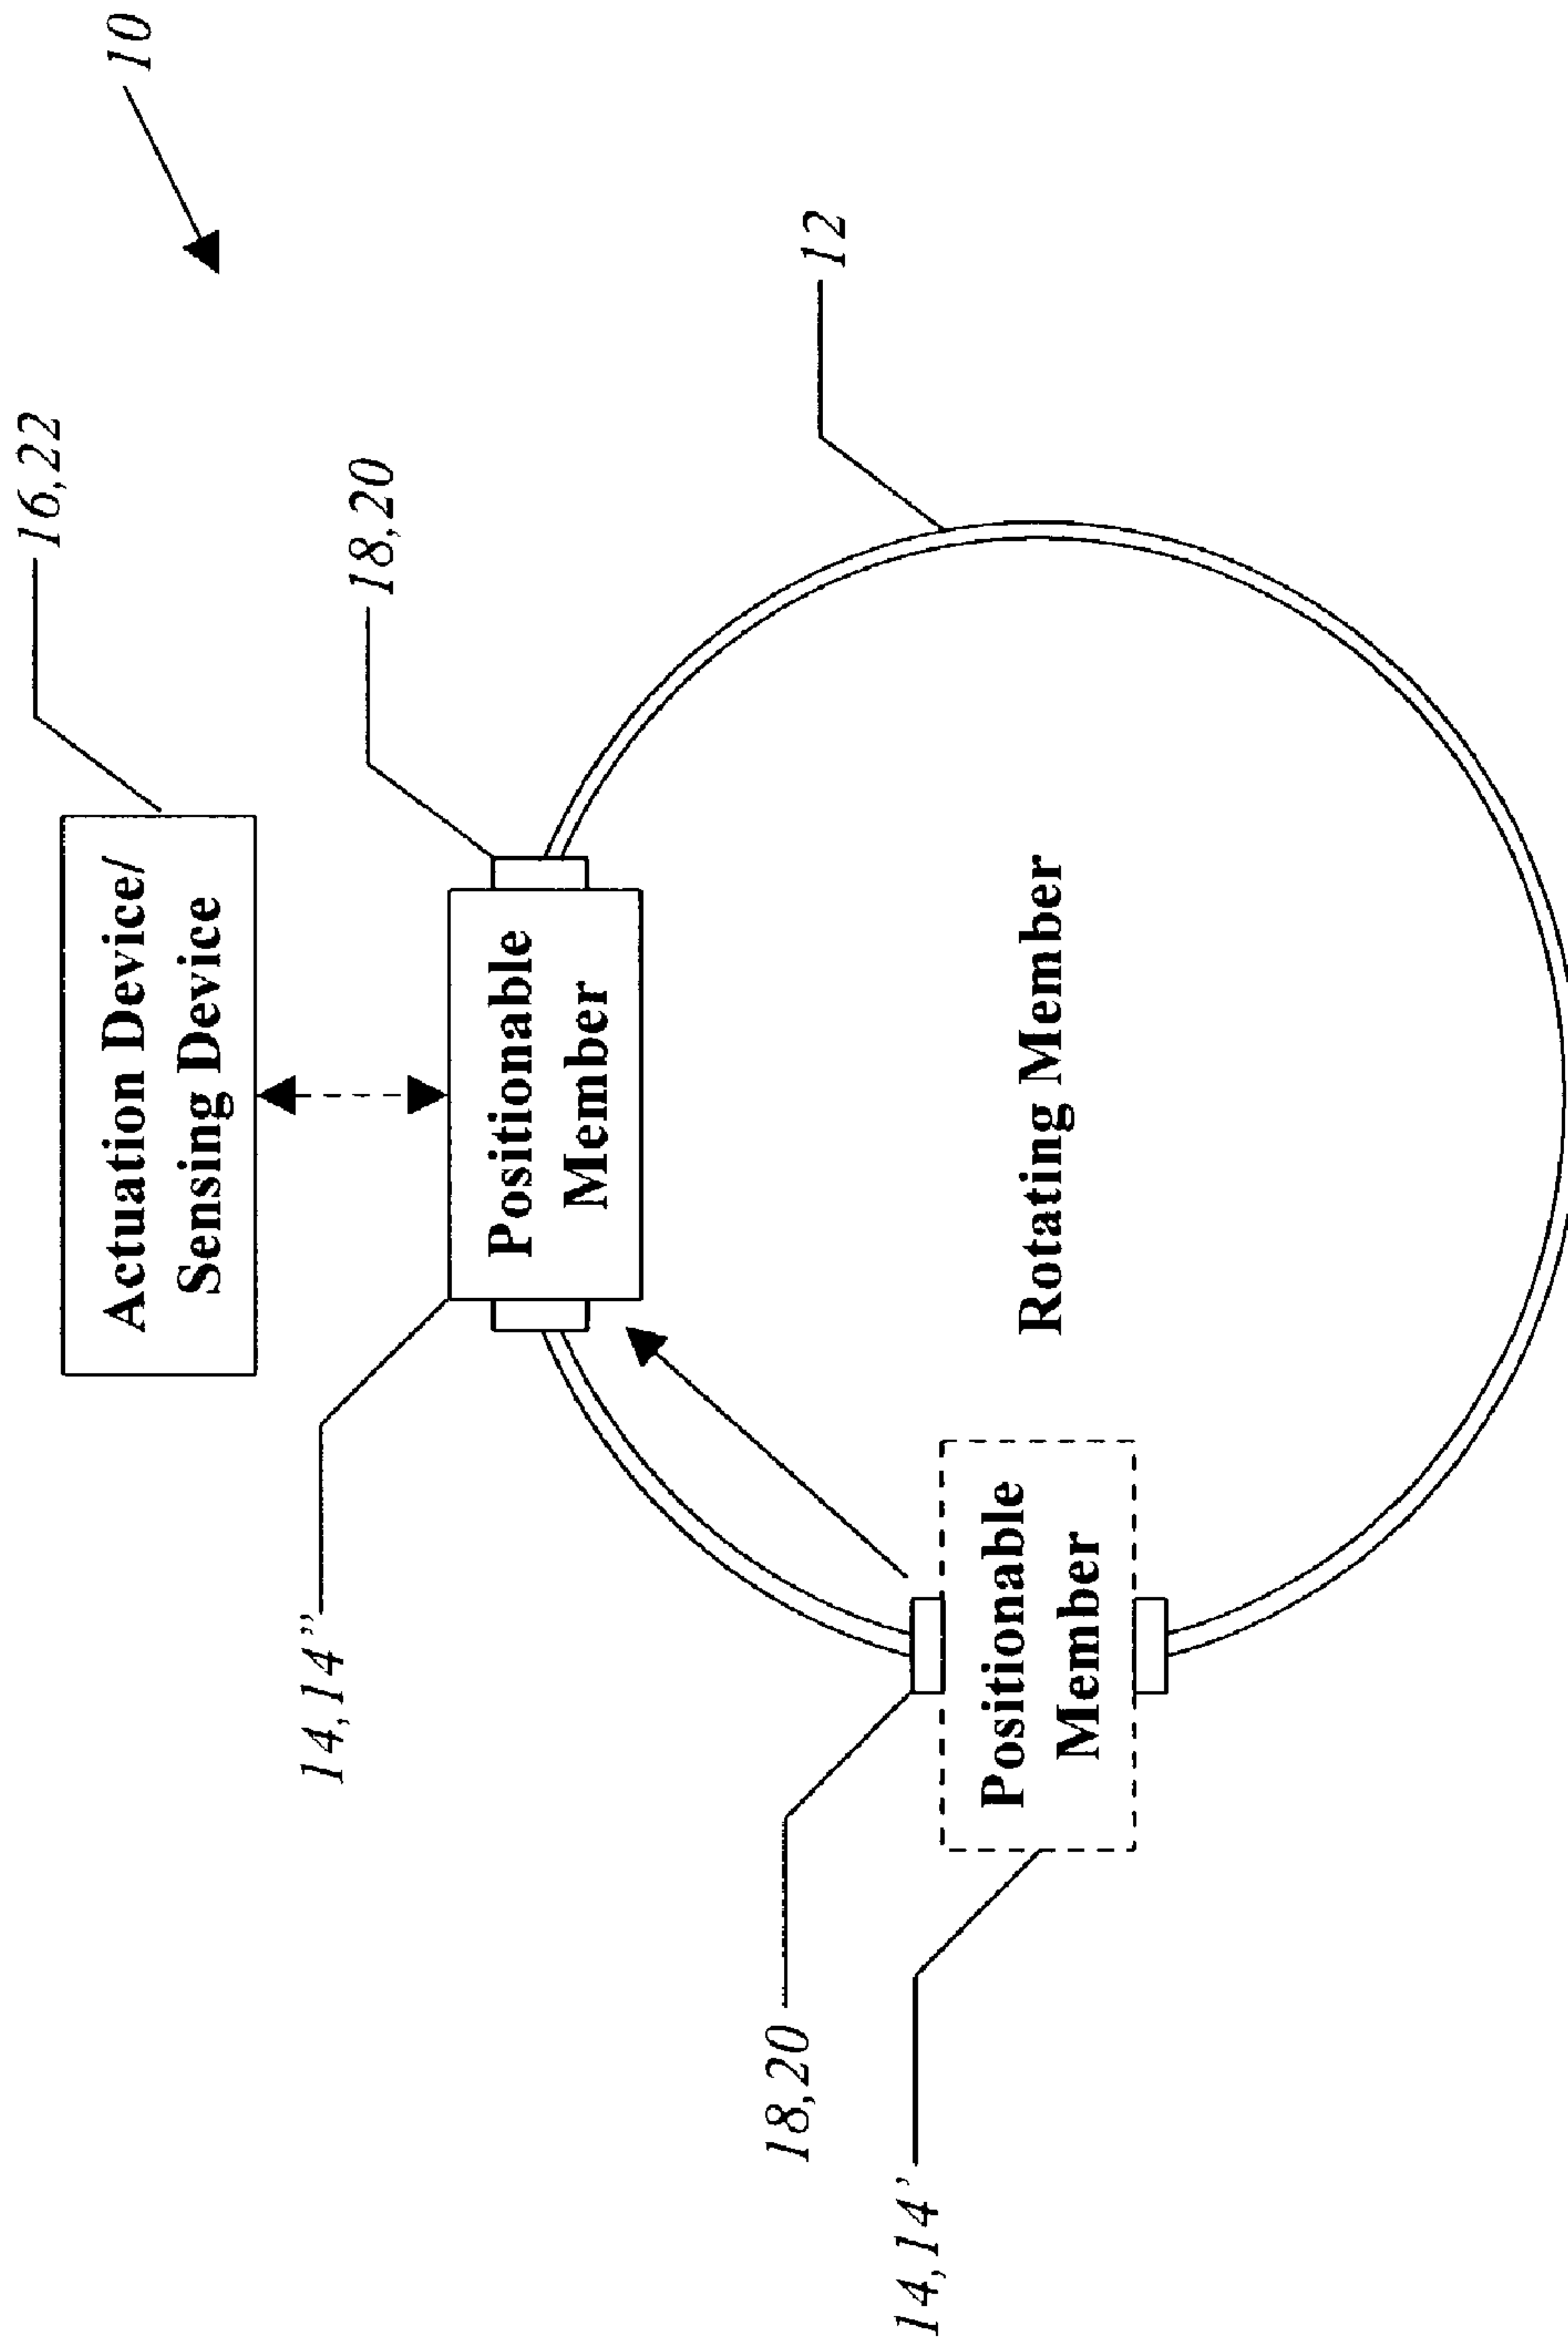 16,22
10
Actuation Device/
Sensing Device
14,14”
18,20
Positionable
Member
18,20
12
14,14’
Positionable
Member
Rotating Member